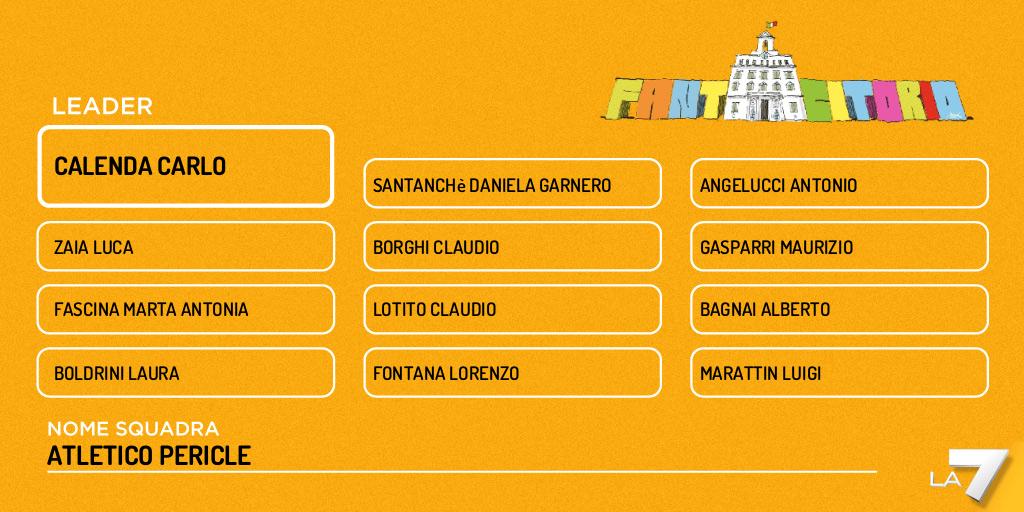 FANTACITORIO
LEADER
CALENDA CARLO
ZAIA LUCA
FASCINA MARTA ANTONIA
BOLDRINI LAURA
SANTANCHè DANIELA GARNERO
BORGHI CLAUDIO
LOTITO CLAUDIO
FONTANA LORENZO
ANGELUCCI ANTONIO
GASPARRI MAURIZIO
BAGNAI ALBERTO
MARATTIN LUIGI
NOME SQUADRA
ATLETICO PERICLE
LA7